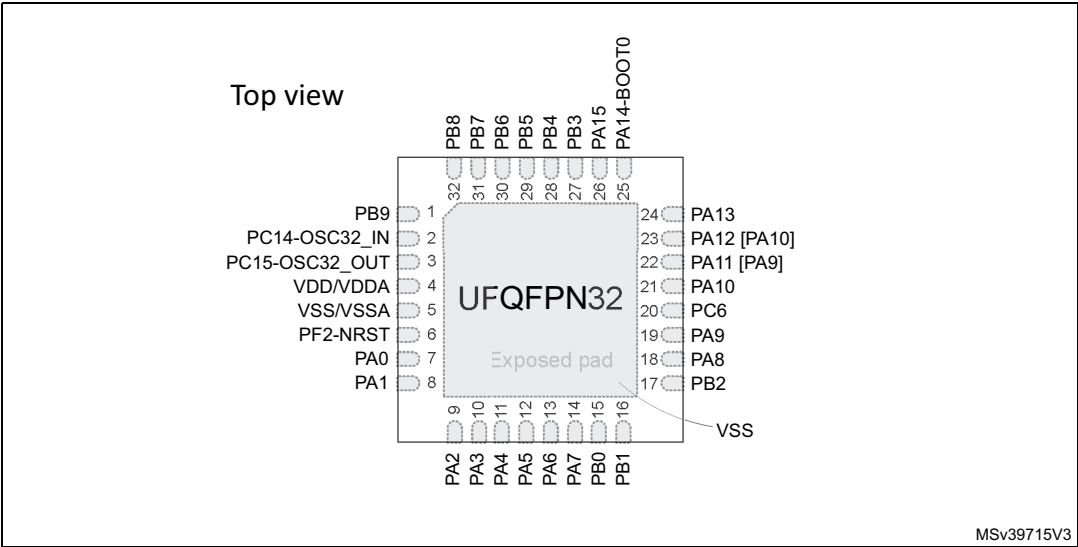 Top view
PB8
PB7
PB6
PB5
PB4
PB3
PA15
PA14-BOOT0
32
31
30
29
28
27
26
25
PB9 1
PC14-OSC32_IN 2
PC15-OSC32_OUT 3
VDD/VDDA 4
VSS/VSSA 5
PF2-NRST 6
PA0 7
PA1 8
24 PA13
23 PA12 [PA10]
22 PA11 [PA9]
21 PA10
20 PC6
19 PA9
18 PA8
17 PB2
UFQFPN32
Exposed pad
VSS
9
10
11
12
13
14
15
16
PA2
PA3
PA4
PA5
PA6
PA7
PB0
PB1
MSv39715V3